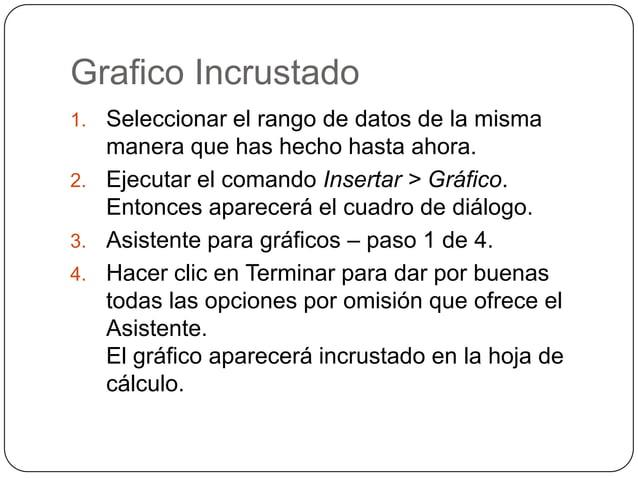 Grafico Incrustado
1. Seleccionar el rango de datos de la misma
manera que has hecho hasta ahora.
2. Ejecutar el comando Insertar > Gráfico.
Entonces aparecerá el cuadro de diálogo.
3. Asistente para gráficos – paso 1 de 4.
4. Hacer clic en Terminar para dar por buenas
todas las opciones por omisión que ofrece el
Asistente.
El gráfico aparecerá incrustado en la hoja de
cálculo.